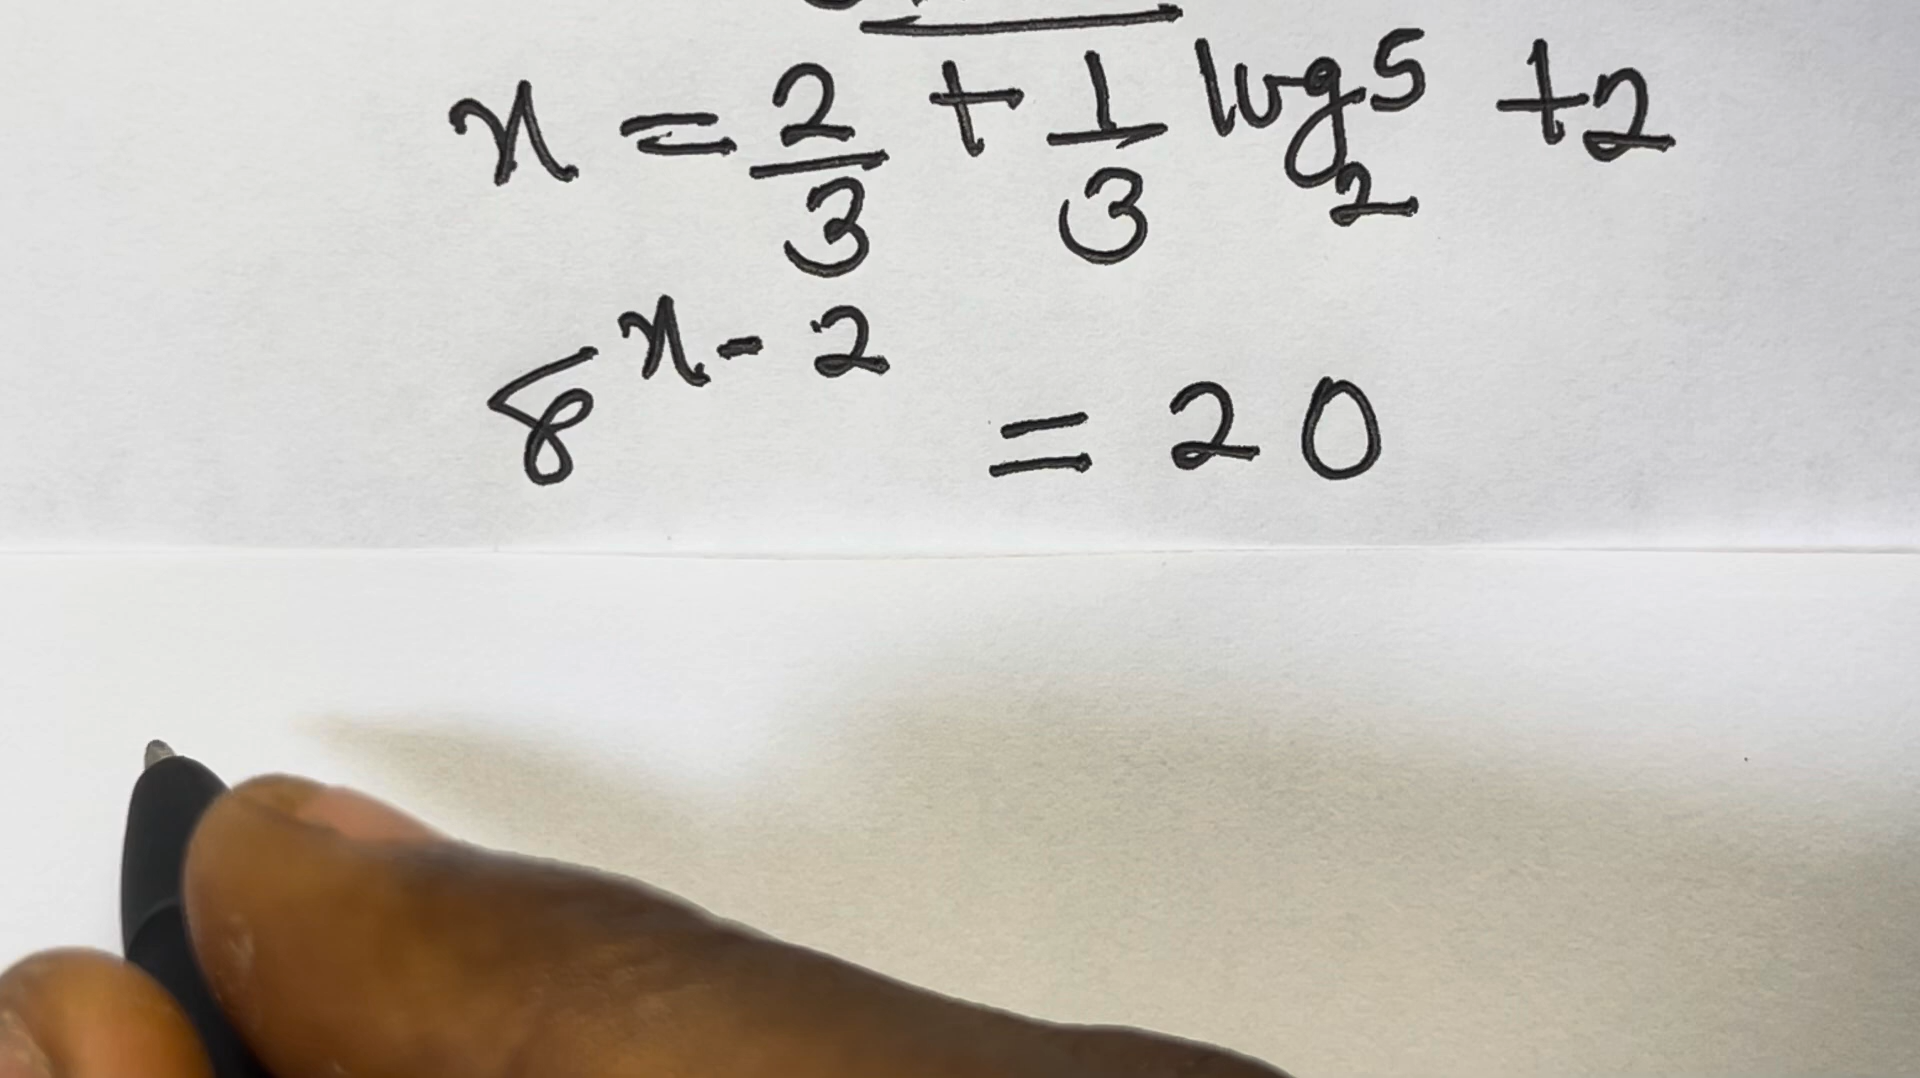 x = 2/3 + 1/3 log₂5 + 2
8^(x-2) = 20